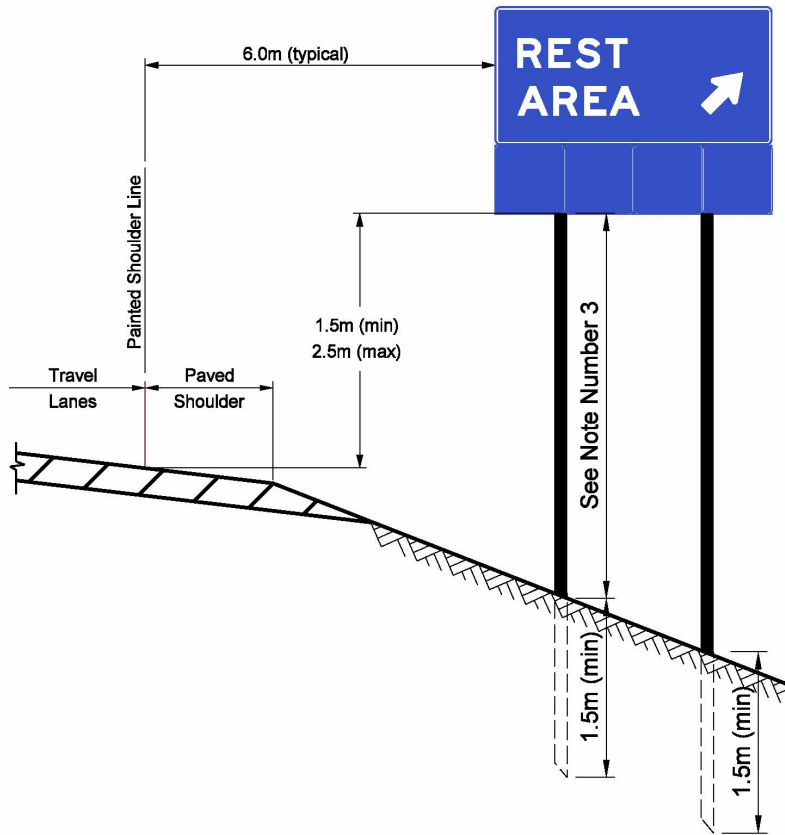 6.0m (typical)
REST
AREA
Painted Shoulder Line
1.5m (min)
2.5m (max)
See Note Number 3
Travel
Lanes
Paved
Shoulder
1.5m (min)
1.5m (min)